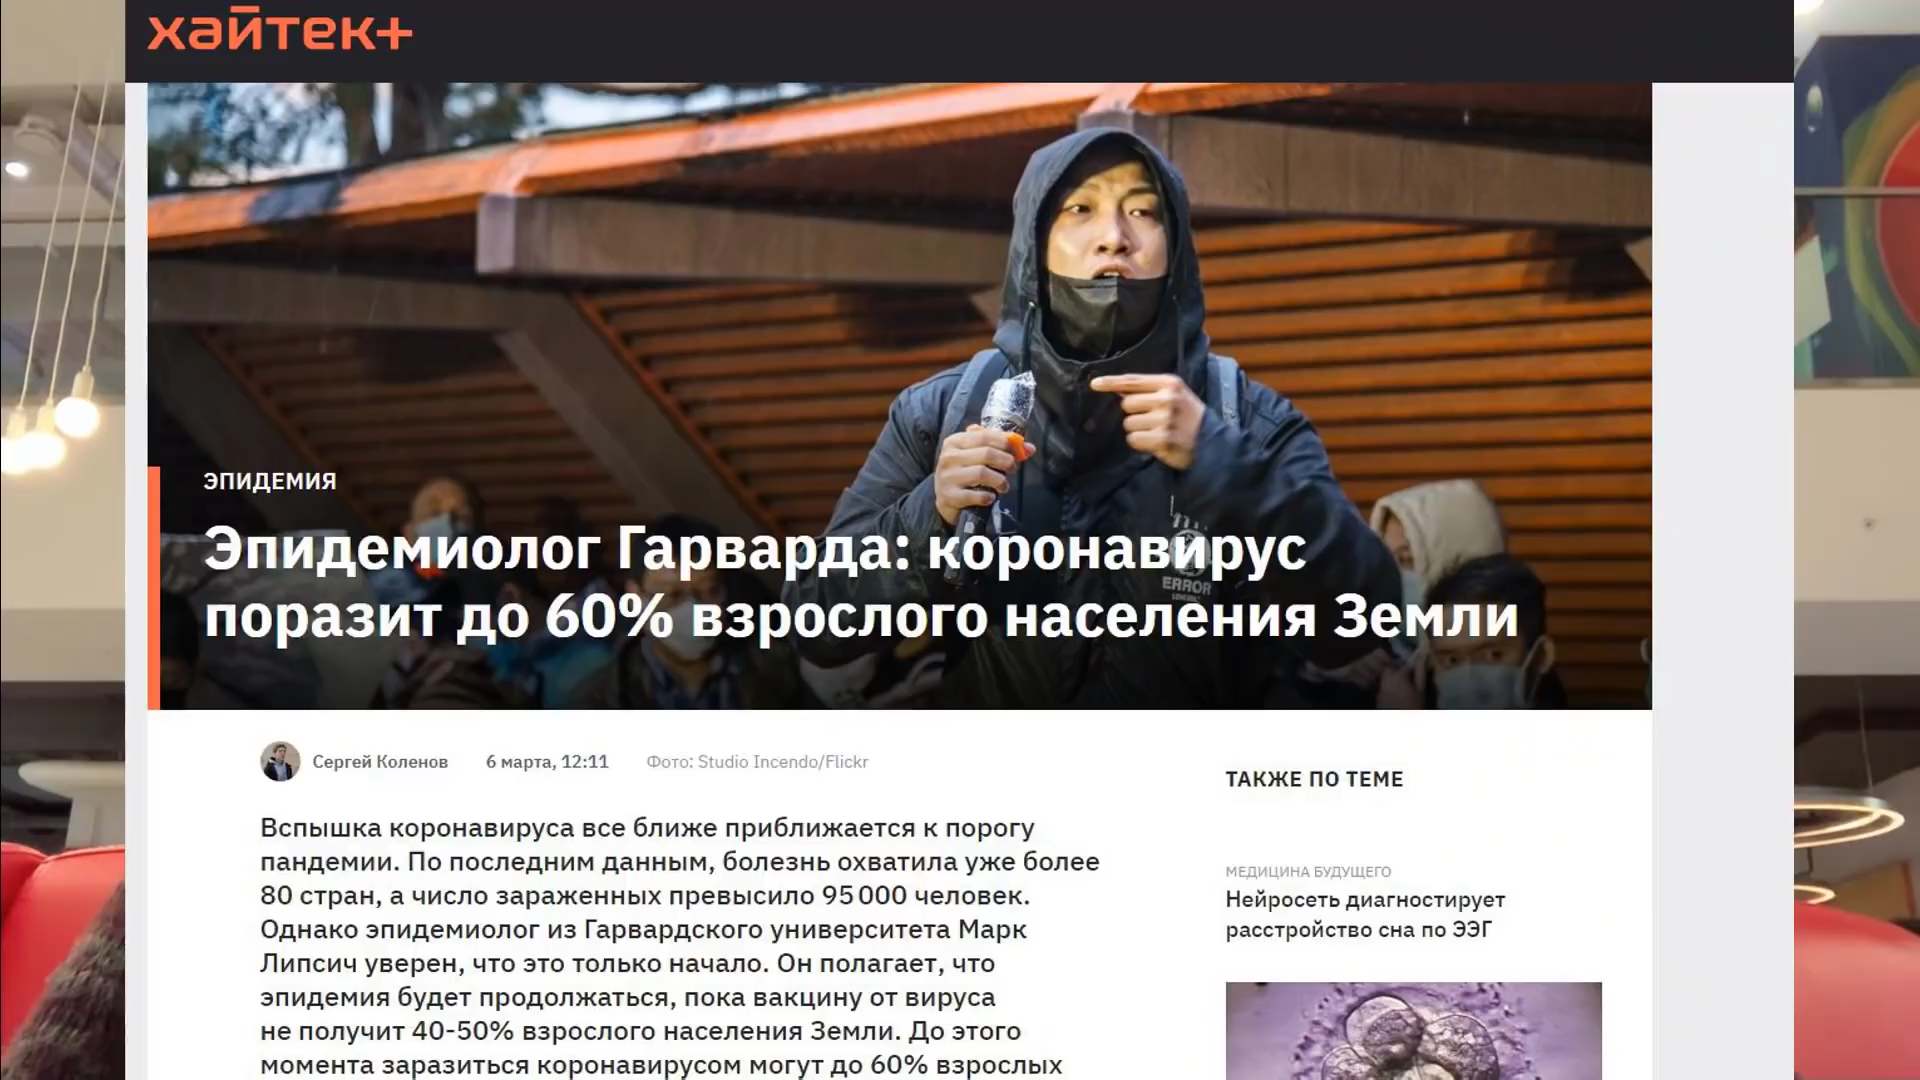 хайтек+
ЭПИДЕМИЯ
Эпидемиолог Гарварда: коронавирус
поразит до 60% взрослого населения Земли
ERROR
Сергей Коленов 6 марта, 12:11 Фото: Studio Incendo/Flickr
Вспышка коронавируса все ближе приближается к порогу
пандемии. По последним данным, болезнь охватила уже более
80 стран, а число зараженных превысило 95 000 человек.
Однако эпидемиолог из Гарвардского университета Марк
Липсич уверен, что это только начало. Он полагает, что
эпидемия будет продолжаться, пока вакцину от вируса
не получит 40-50% взрослого населения Земли. До этого
момента заразиться коронавирусом могут до 60% взрослых
ТАКЖЕ ПО ТЕМЕ
МЕДИЦИНА БУДУЩЕГО
Нейросеть диагностирует
расстройство сна по ЭЭГ